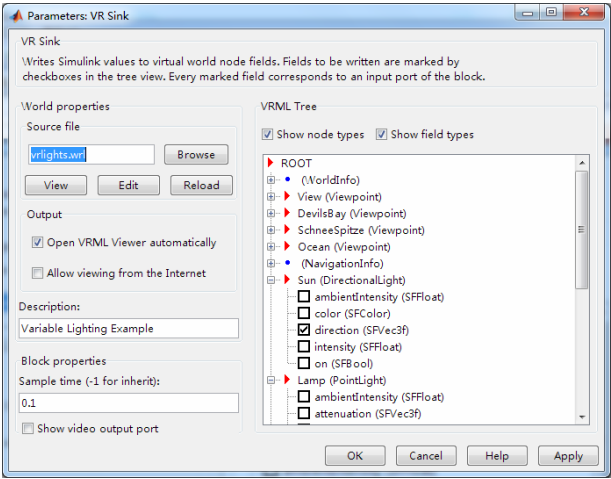 Parameters: VR Sink
VR Sink
Writes Simulink values to virtual world node fields. Fields to be written are marked by
checkboxes in the tree view. Every marked field corresponds to an input port of the block.
World properties
Source file
vrlights.wrl
Browse
View
Edit
Reload
Output
Open VRML Viewer automatically
Allow viewing from the Internet
Description:
Variable Lighting Example
Block properties
Sample time (-1 for inherit):
0.1
Show video output port
VRML Tree
Show node types
Show field types
ROOT
(WorldInfo)
View (Viewpoint)
DevilsBay (Viewpoint)
SchneeSpitze (Viewpoint)
Ocean (Viewpoint)
(NavigationInfo)
Sun (DirectionalLight)
ambientIntensity (SFFloat)
color (SFColor)
direction (SFVec3f)
intensity (SFFloat)
on (SFBool)
Lamp (PointLight)
ambientIntensity (SFFloat)
attenuation (SFVec3f)
OK
Cancel
Help
Apply